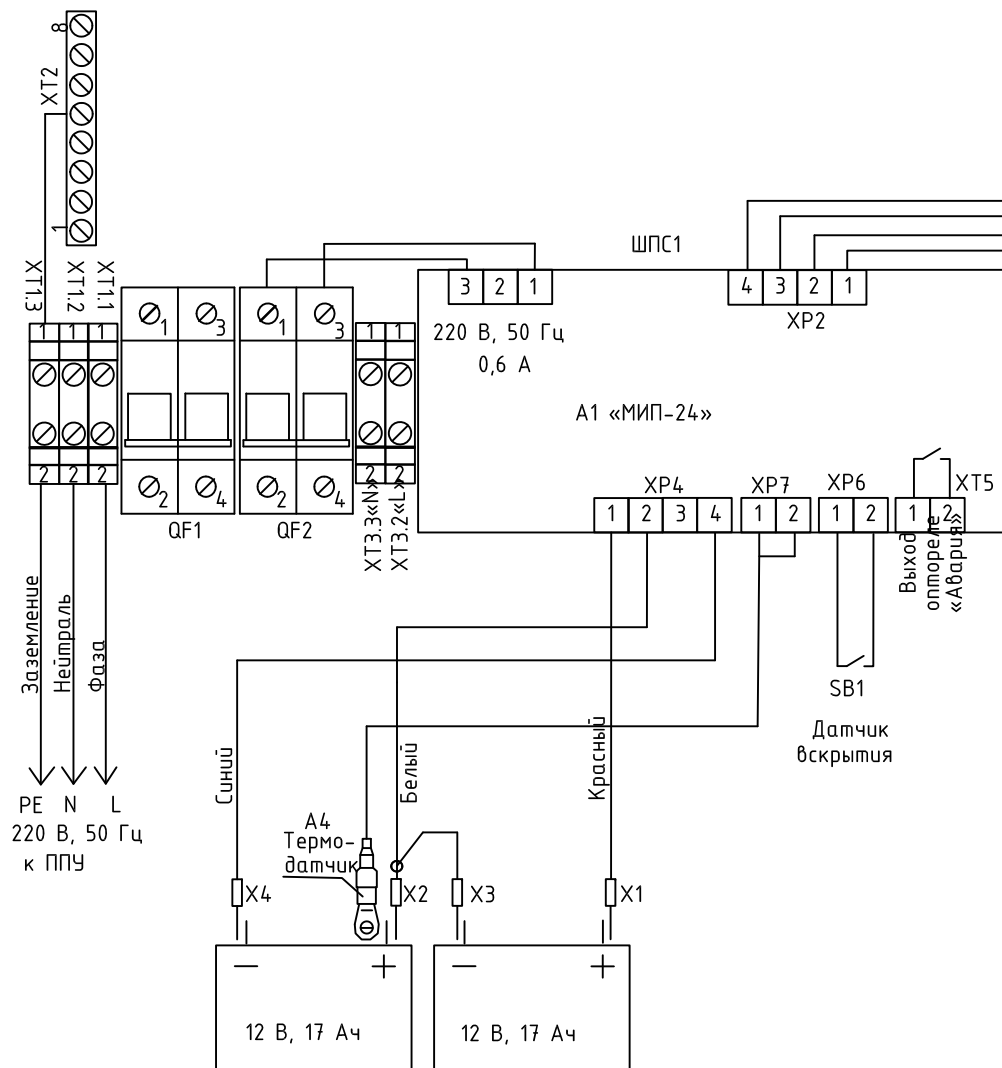 8
XT2
1
XT1.3
XT1.2
XT1.1
ШПС1
3 2 1
4 3 2 1
XP2
220 В, 50 Гц
0,6 А
1 1 1
1 3
1 3
1 1
А1 «МИП-24»
2 2 2
2 4
2 4
2 2
QF1
QF2
XT3.3«N»
XT3.2«L»
XP4
XP7
XP6
XT5
1 2 3 4
1 2
1 2
1 2
Выход
оптореле
«Авария»
Заземление
Нейтраль
Фаза
SB1
Датчик
вскрытия
Синий
Белый
Красный
PE N L
220 В, 50 Гц
к ППУ
А4
Термо-
датчик
X4
X2
X3
X1
— +
— +
12 В, 17 Ач
12 В, 17 Ач